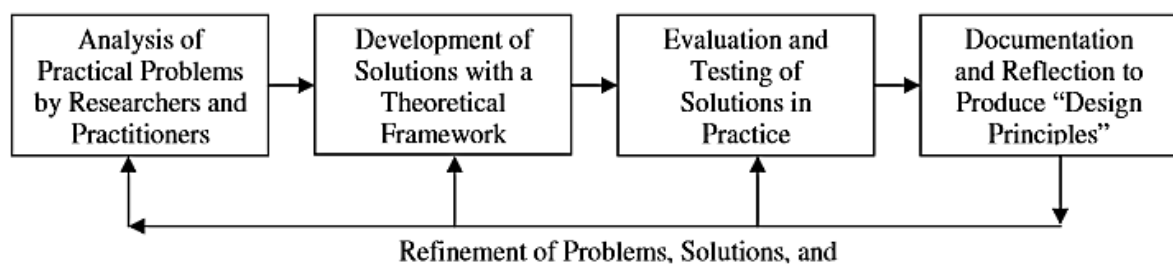 Analysis of
Practical Problems
by Researchers and
Practitioners
Development of
Solutions with a
Theoretical
Framework
Evaluation and
Testing of
Solutions in
Practice
Documentation
and Reflection to
Produce “Design
Principles”
Refinement of Problems, Solutions, and